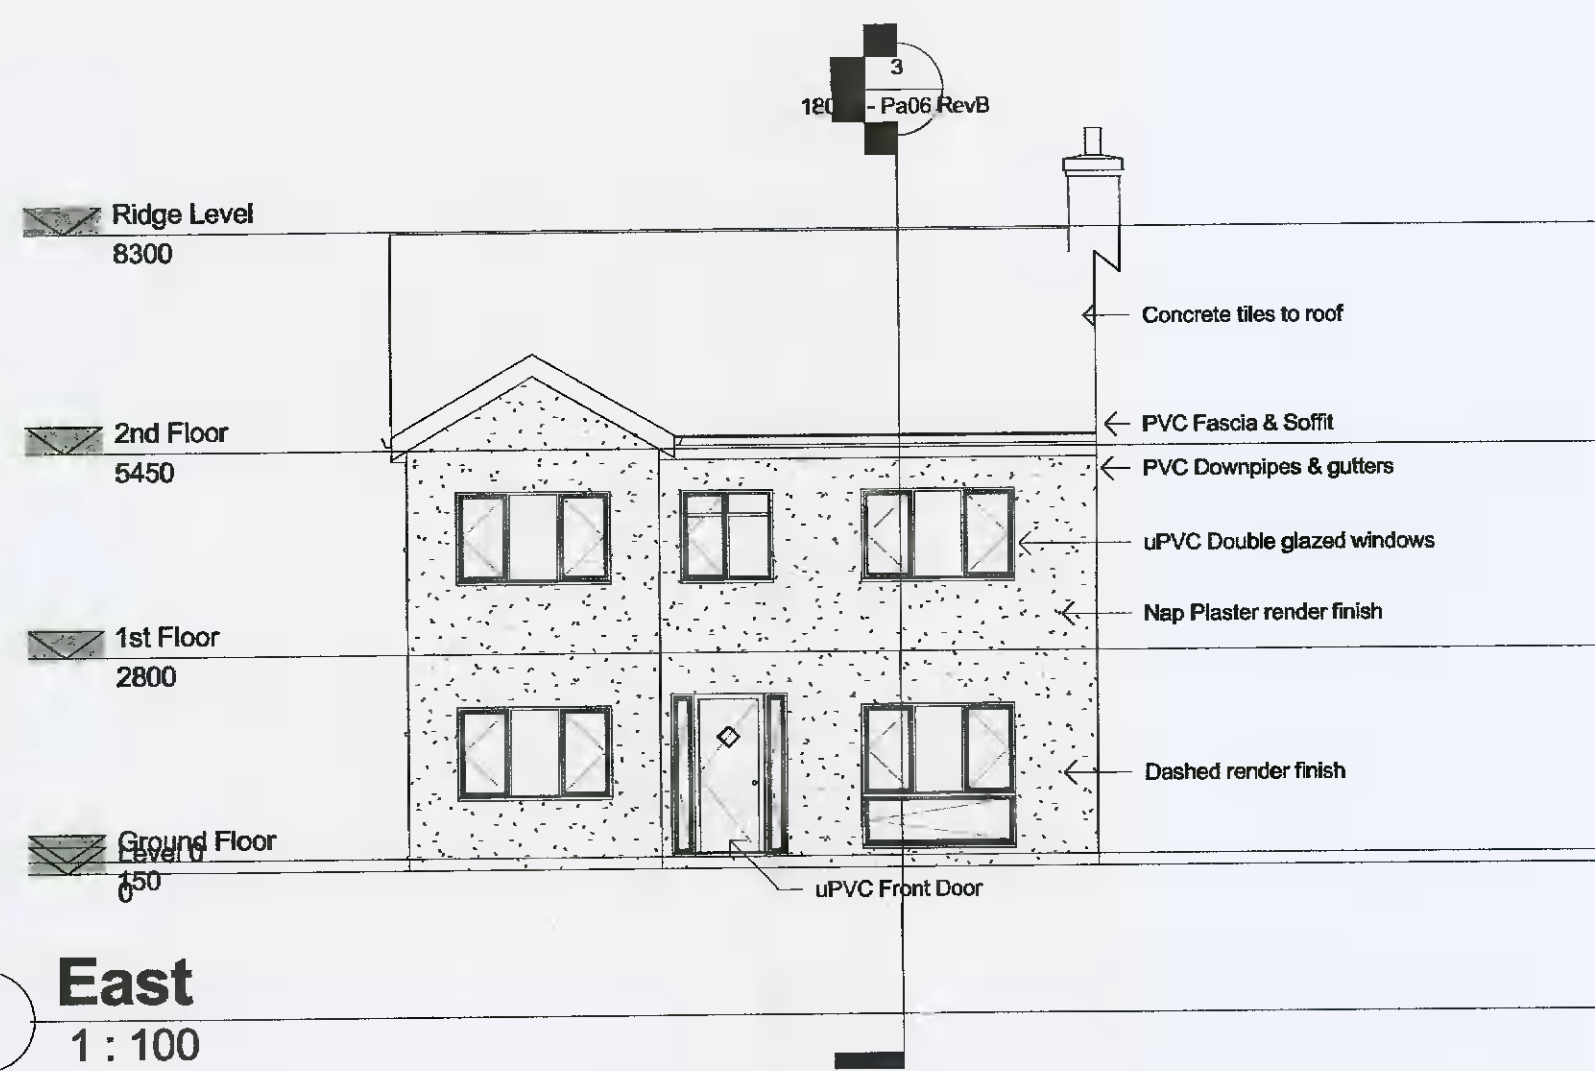 3
- Pa06 RevB
Ridge Level
8300
Concrete tiles to roof
PVC Fascia & Soffit
2nd Floor
5450
PVC Downpipes & gutters
uPVC Double glazed windows
Nap Plaster render finish
1st Floor
2800
Dashed render finish
Ground Floor
Level 0
150
0
uPVC Front Door
East
1 : 100